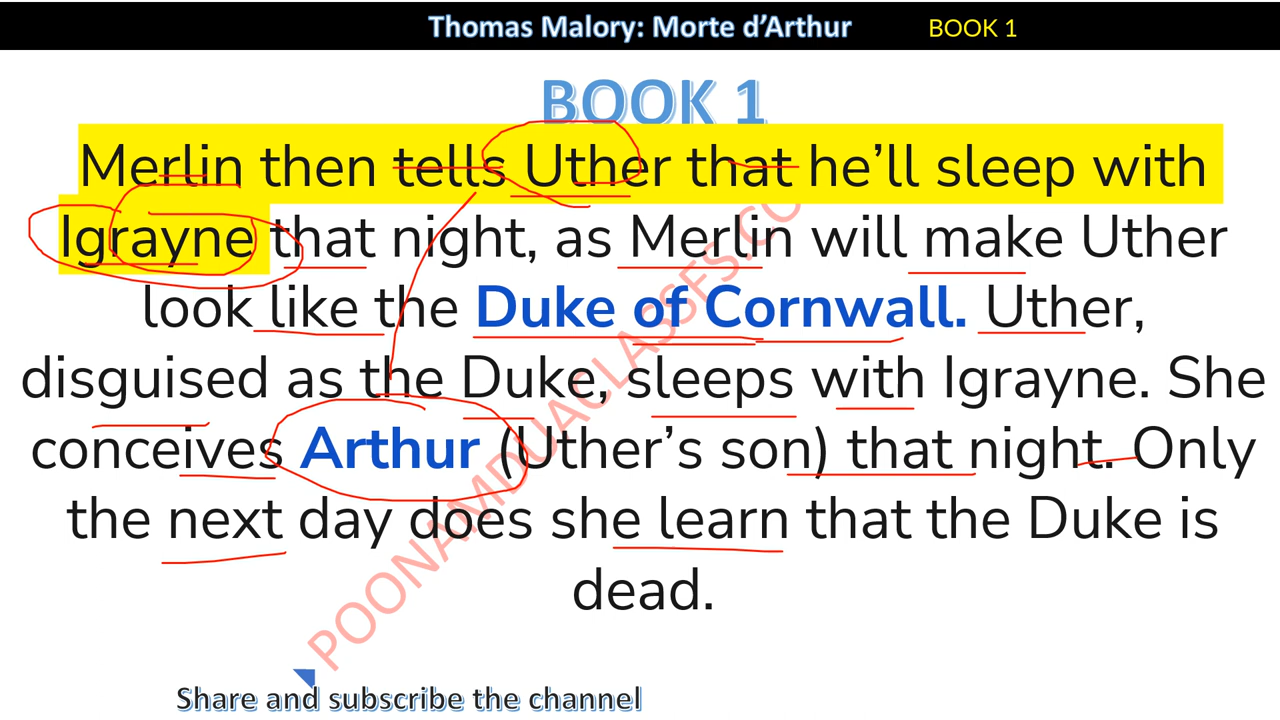 Thomas Malory: Morte d’Arthur BOOK 1
BOOK 1
Merlin then tells Uther that he’ll sleep with
Igrayne that night, as Merlin will make Uther
look like the Duke of Cornwall. Uther,
disguised as the Duke, sleeps with Igrayne. She
conceives Arthur (Uther’s son) that night. Only
the next day does she learn that the Duke is
dead.
POONAMDUACLASSES.CO
Share and subscribe the channel